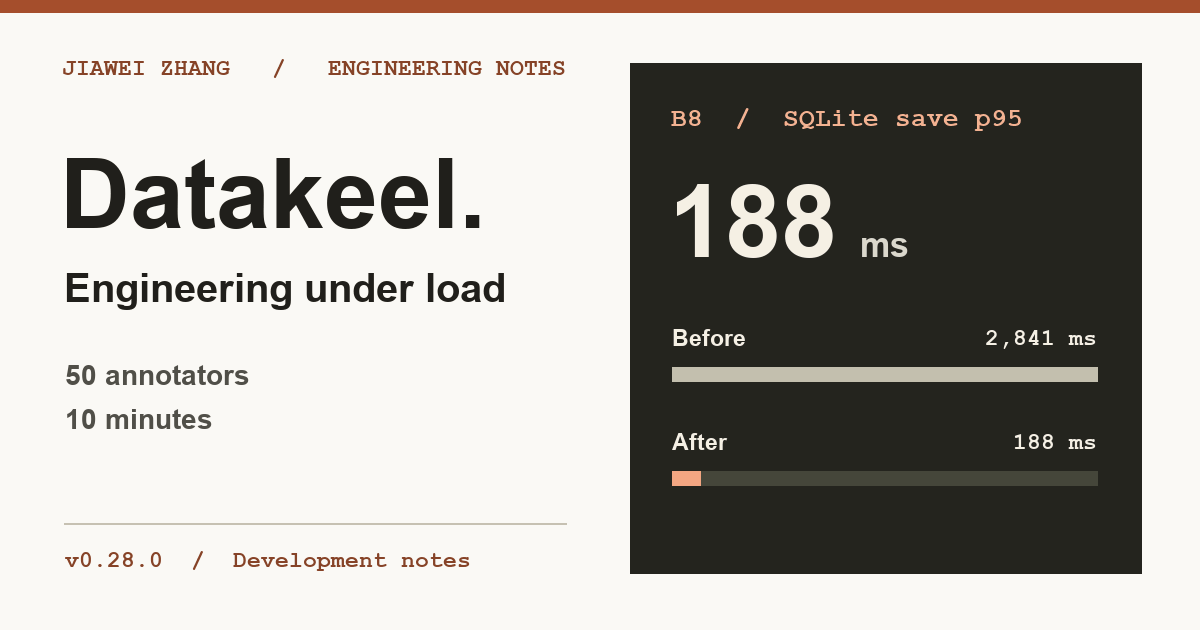 JIAWEI ZHANG / ENGINEERING NOTES
Datakeel.
Engineering under load
50 annotators
10 minutes
v0.28.0 / Development notes
B8 / SQLite save p95
188 ms
Before 2,841 ms
After 188 ms